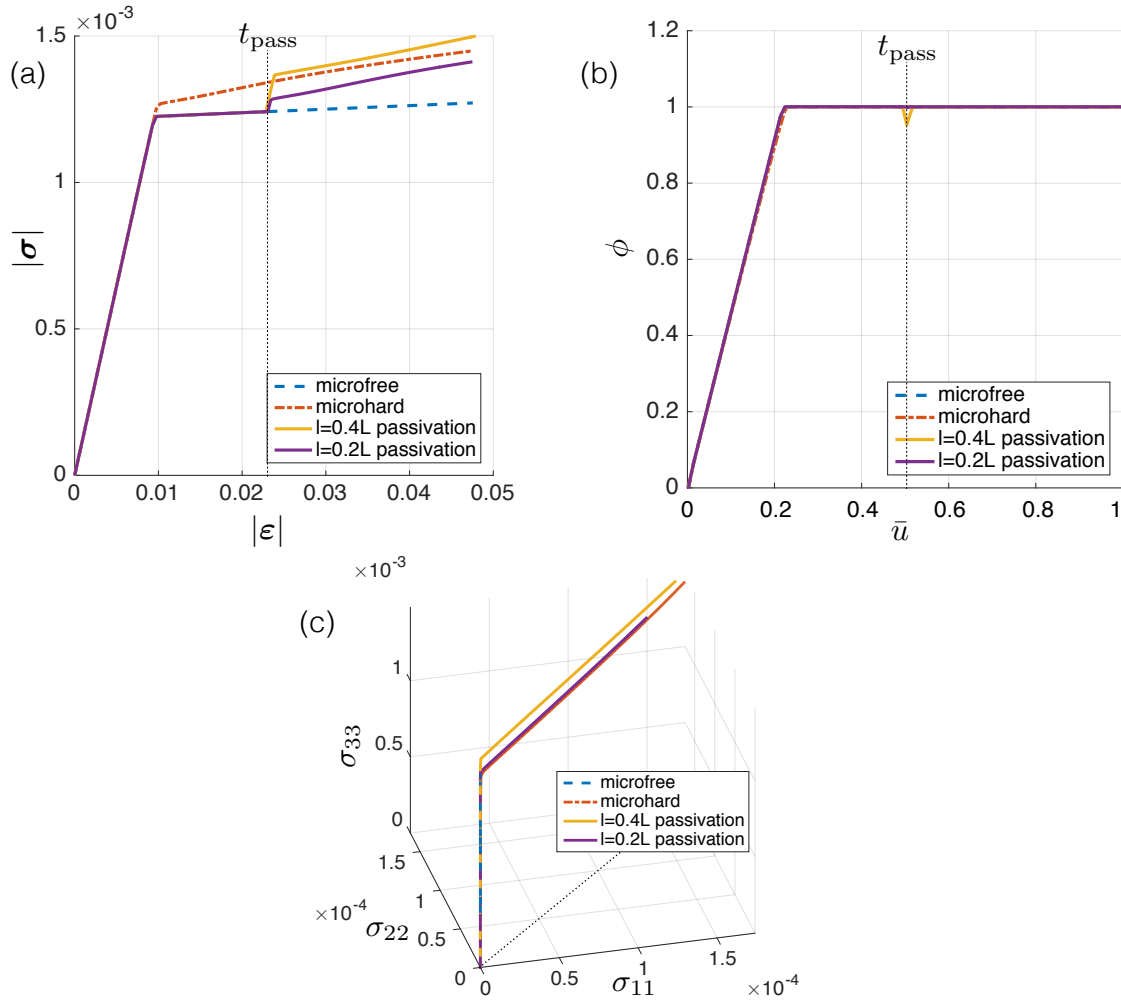 (a)
×10⁻³
t_pass
1.5
1
0.5
0
|σ|
microfree
microhard
l=0.4L passivation
l=0.2L passivation
0 0.01 0.02 0.03 0.04 0.05
|ε|
(b)
t_pass
1.2
1
0.8
0.6
0.4
0.2
0
ϕ
microfree
microhard
l=0.4L passivation
l=0.2L passivation
0 0.2 0.4 0.6 0.8 1
ū
(c)
×10⁻³
1
0.5
0
σ₃₃
microfree
microhard
l=0.4L passivation
l=0.2L passivation
1.5
1
0.5
0
×10⁻⁴
σ₂₂
0 0.5 1 1.5
σ₁₁
×10⁻⁴